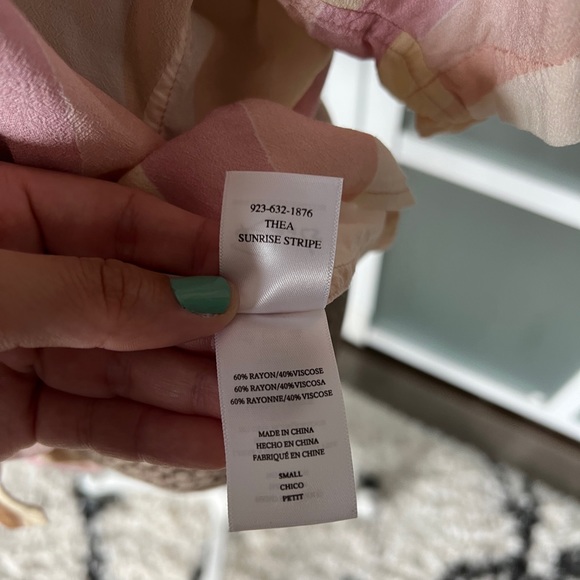 923-632-1876
THEA
SUNRISE STRIPE
60% RAYON/40%VISCOSE
60% RAYON/40%VISCOSA
60% RAYONNE/40% VISCOSE
MADE IN CHINA
HECHO EN CHINA
FABRIQUÉ EN CHINE
SMALL
CHICO
PETIT